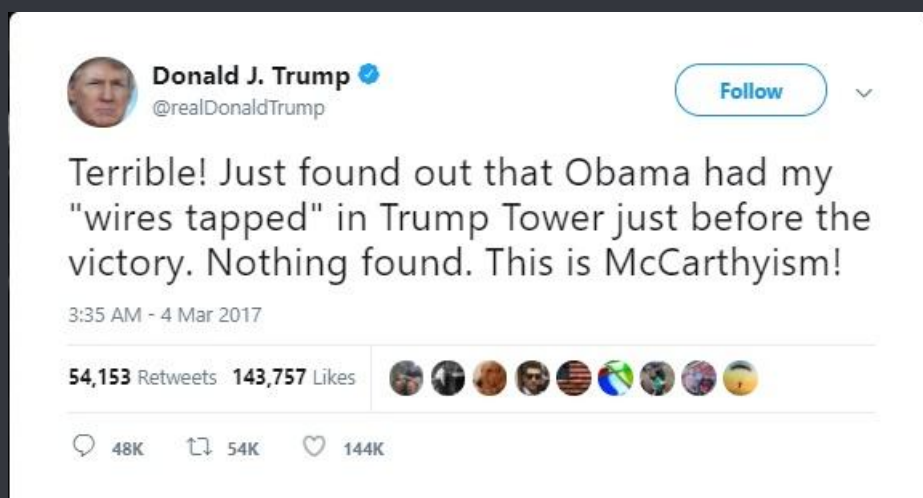 Donald J. Trump
@realDonaldTrump
Follow
Terrible! Just found out that Obama had my
"wires tapped" in Trump Tower just before the
victory. Nothing found. This is McCarthyism!
3:35 AM - 4 Mar 2017
54,153 Retweets 143,757 Likes
48K 54K 144K